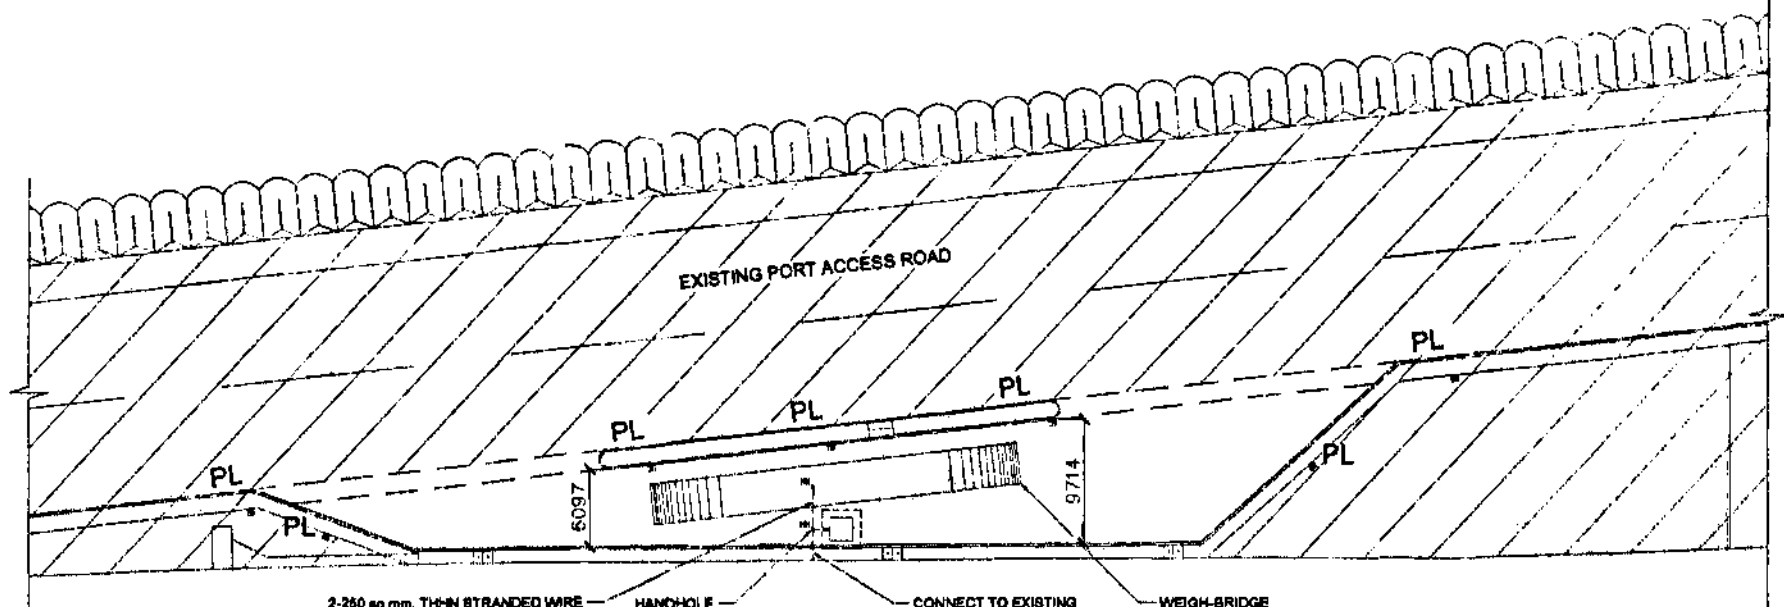 EXISTING PORT ACCESS ROAD
PL
PL
PL
PL
PL
PL
PL
6097
9714
2-250 sq mm. THHN STRANDED WIRE
HANDHOLE
CONNECT TO EXISTING
WEIGH-BRIDGE